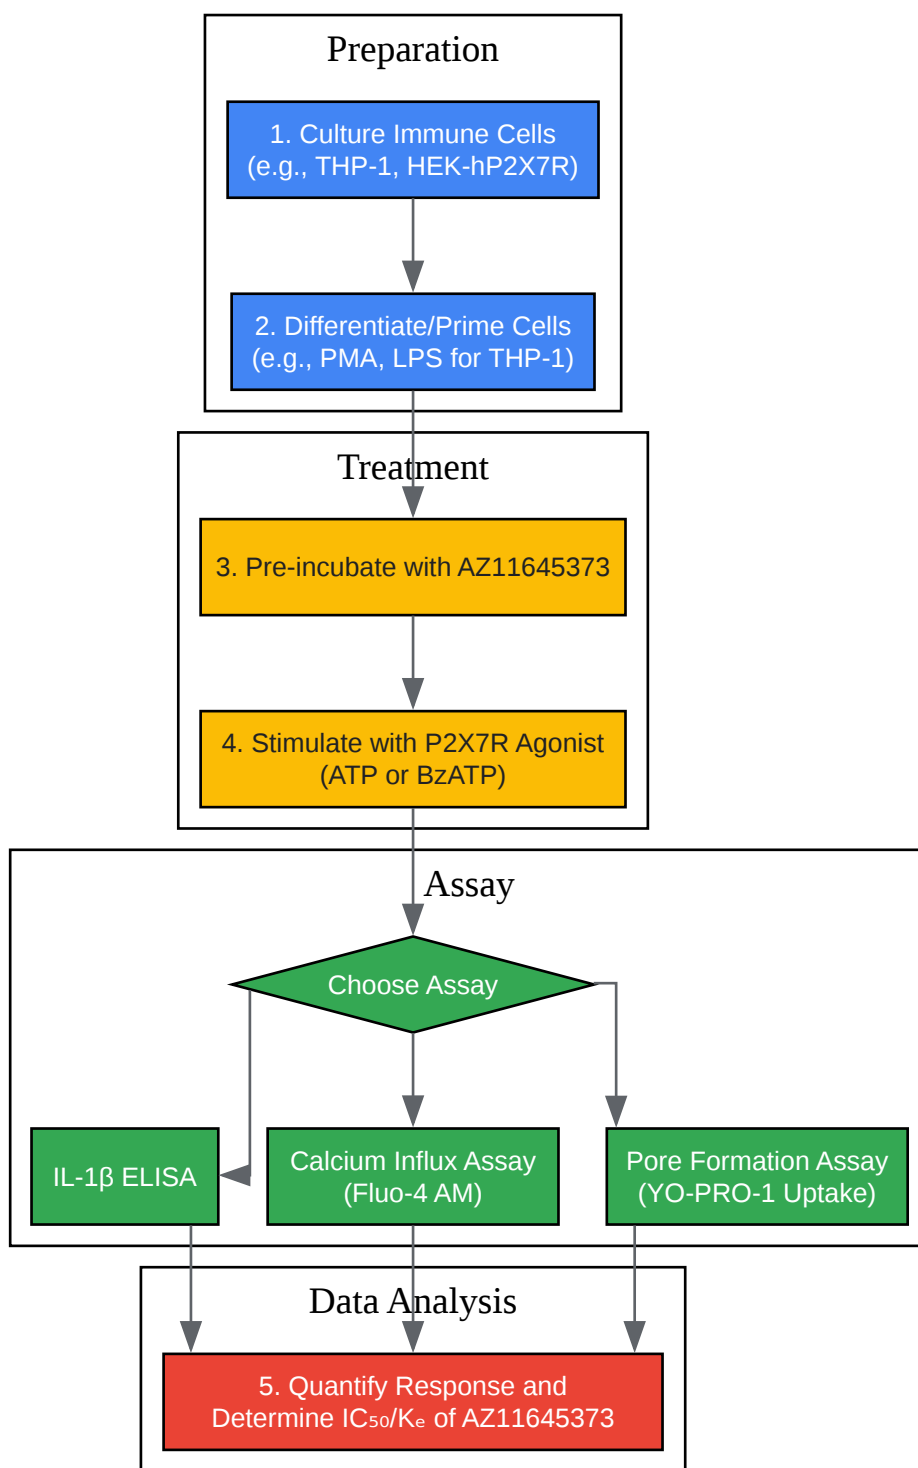 Preparation
1. Culture Immune Cells
(e.g., THP-1, HEK-hP2X7R)
2. Differentiate/Prime Cells
(e.g., PMA, LPS for THP-1)
Treatment
3. Pre-incubate with AZ11645373
4. Stimulate with P2X7R Agonist
(ATP or BzATP)
Assay
Choose Assay
IL-1β ELISA
Calcium Influx Assay
(Fluo-4 AM)
Pore Formation Assay
(YO-PRO-1 Uptake)
Data Analysis
5. Quantify Response and
Determine IC₅₀/Kₑ of AZ11645373